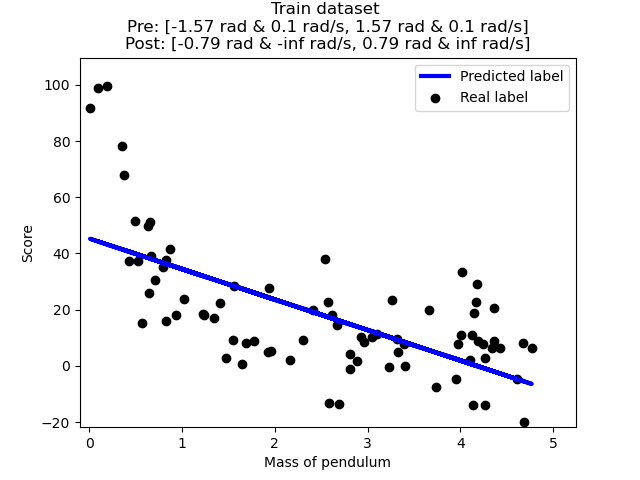 Train dataset
Pre: [-1.57 rad & 0.1 rad/s, 1.57 rad & 0.1 rad/s]
Post: [-0.79 rad & -inf rad/s, 0.79 rad & inf rad/s]
Predicted label
Real label
100
80
60
40
20
0
−20
Score
0 1 2 3 4 5
Mass of pendulum